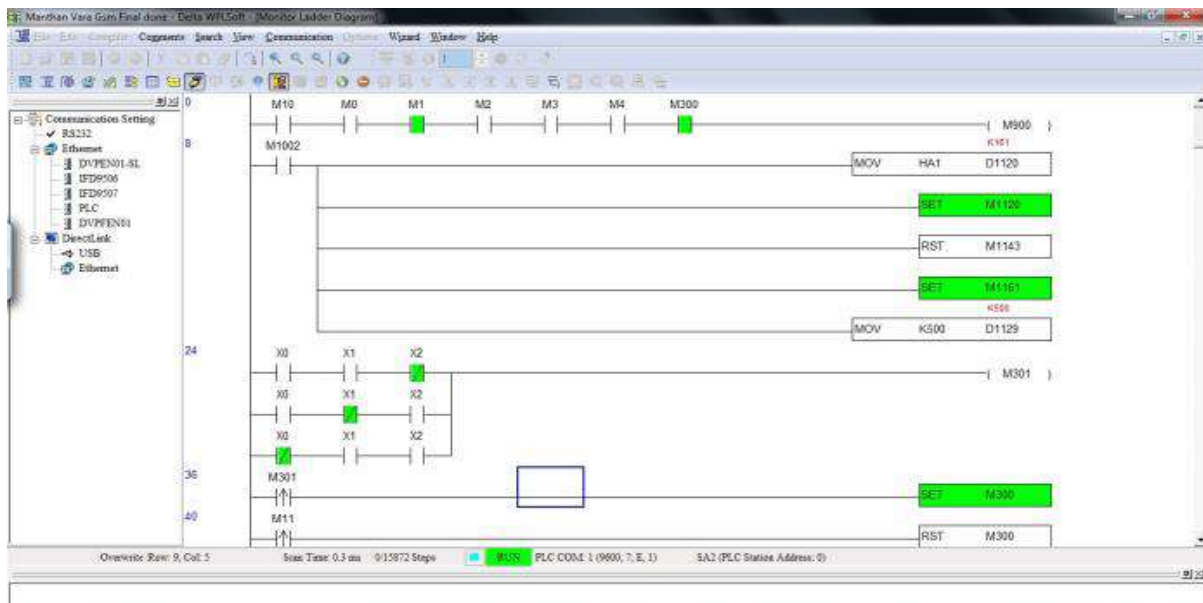 Manthan Vara Gsm Final done - Delta WPLSoft - [Monitor Ladder Diagram]
File Edit Compile Comments Search View Communication Options Wizard Window Help
Communication Setting
RS232
Ethernet
DVPEN01-SL
IFD9506
IFD9507
PLC
DVPFEN01
DirectLink
USB
Ethernet
0 M10 M0 M1 M2 M3 M4 M300
M900
8 M1002
K161
MOV HA1 D1120
SET M1120
RST M1143
SET M1161
K500
MOV K500 D1129
24 X0 X1 X2
M301
X0 X1 X2
X0 X1 X2
36 M301
SET M300
40 M11
RST M300
Overwrite Row: 9, Col: 5 Scan Time: 0.3 ms 0/15872 Steps RUN PLC COM: 1 (9600, 7, E, 1) SA2 (PLC Station Address: 0)